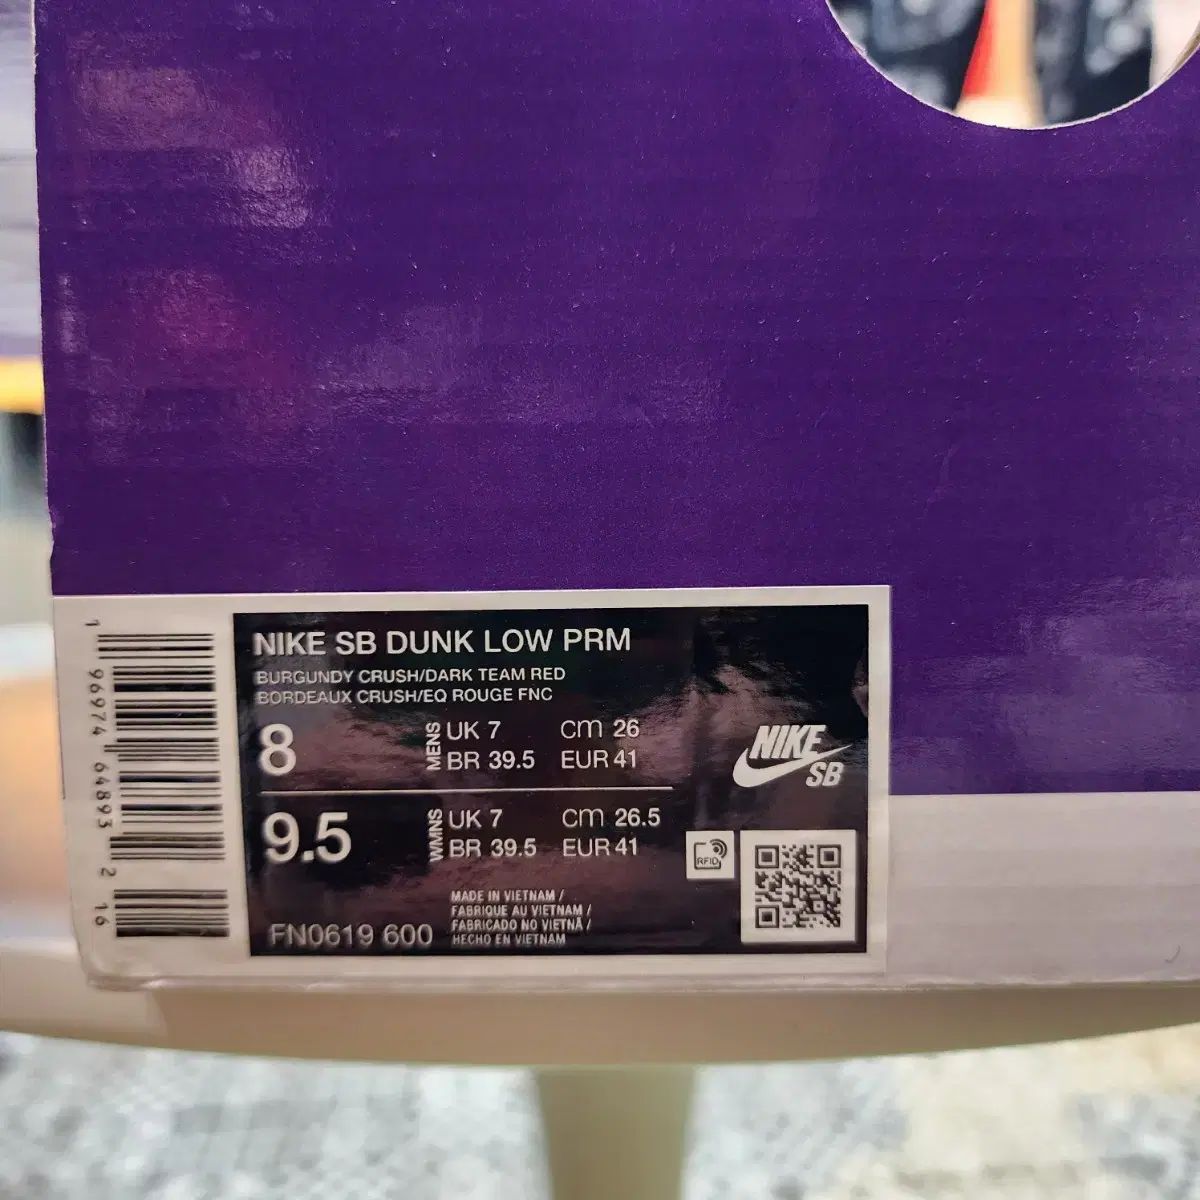 NIKE SB DUNK LOW PRM
BURGUNDY CRUSH/DARK TEAM RED
BORDEAUX CRUSH/EQ ROUGE FNC
8 MENS UK 7 cm 26
BR 39.5 EUR 41
9.5 WMNS UK 7 cm 26.5
BR 39.5 EUR 41
MADE IN VIETNAM /
FABRIQUE AU VIETNAM /
FABRICADO NO VIETNÃ /
HECHO EN VIETNAM
FN0619 600
NIKE
SB
RFID
1 96974 64893 2 16